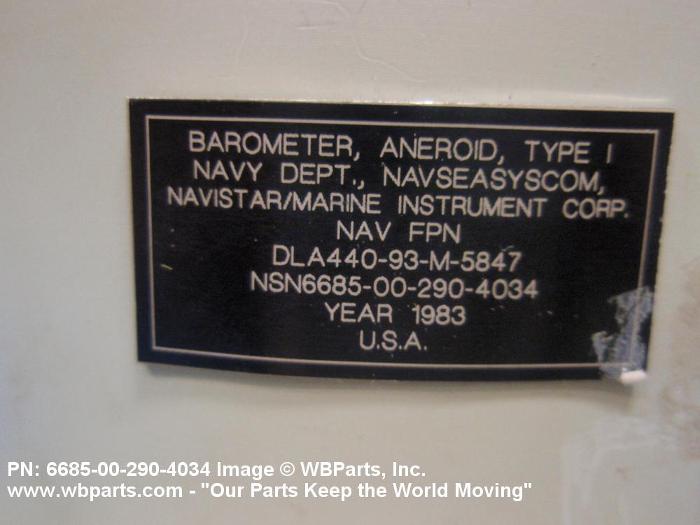 BAROMETER, ANEROID, TYPE I
NAVY DEPT., NAVSEASYSCOM,
NAVISTAR/MARINE INSTRUMENT CORP.
NAV FPN
DLA440-93-M-5847
NSN6685-00-290-4034
YEAR 1983
U.S.A.
PN: 6685-00-290-4034 Image © WBParts, Inc.
www.wbparts.com - "Our Parts Keep the World Moving"